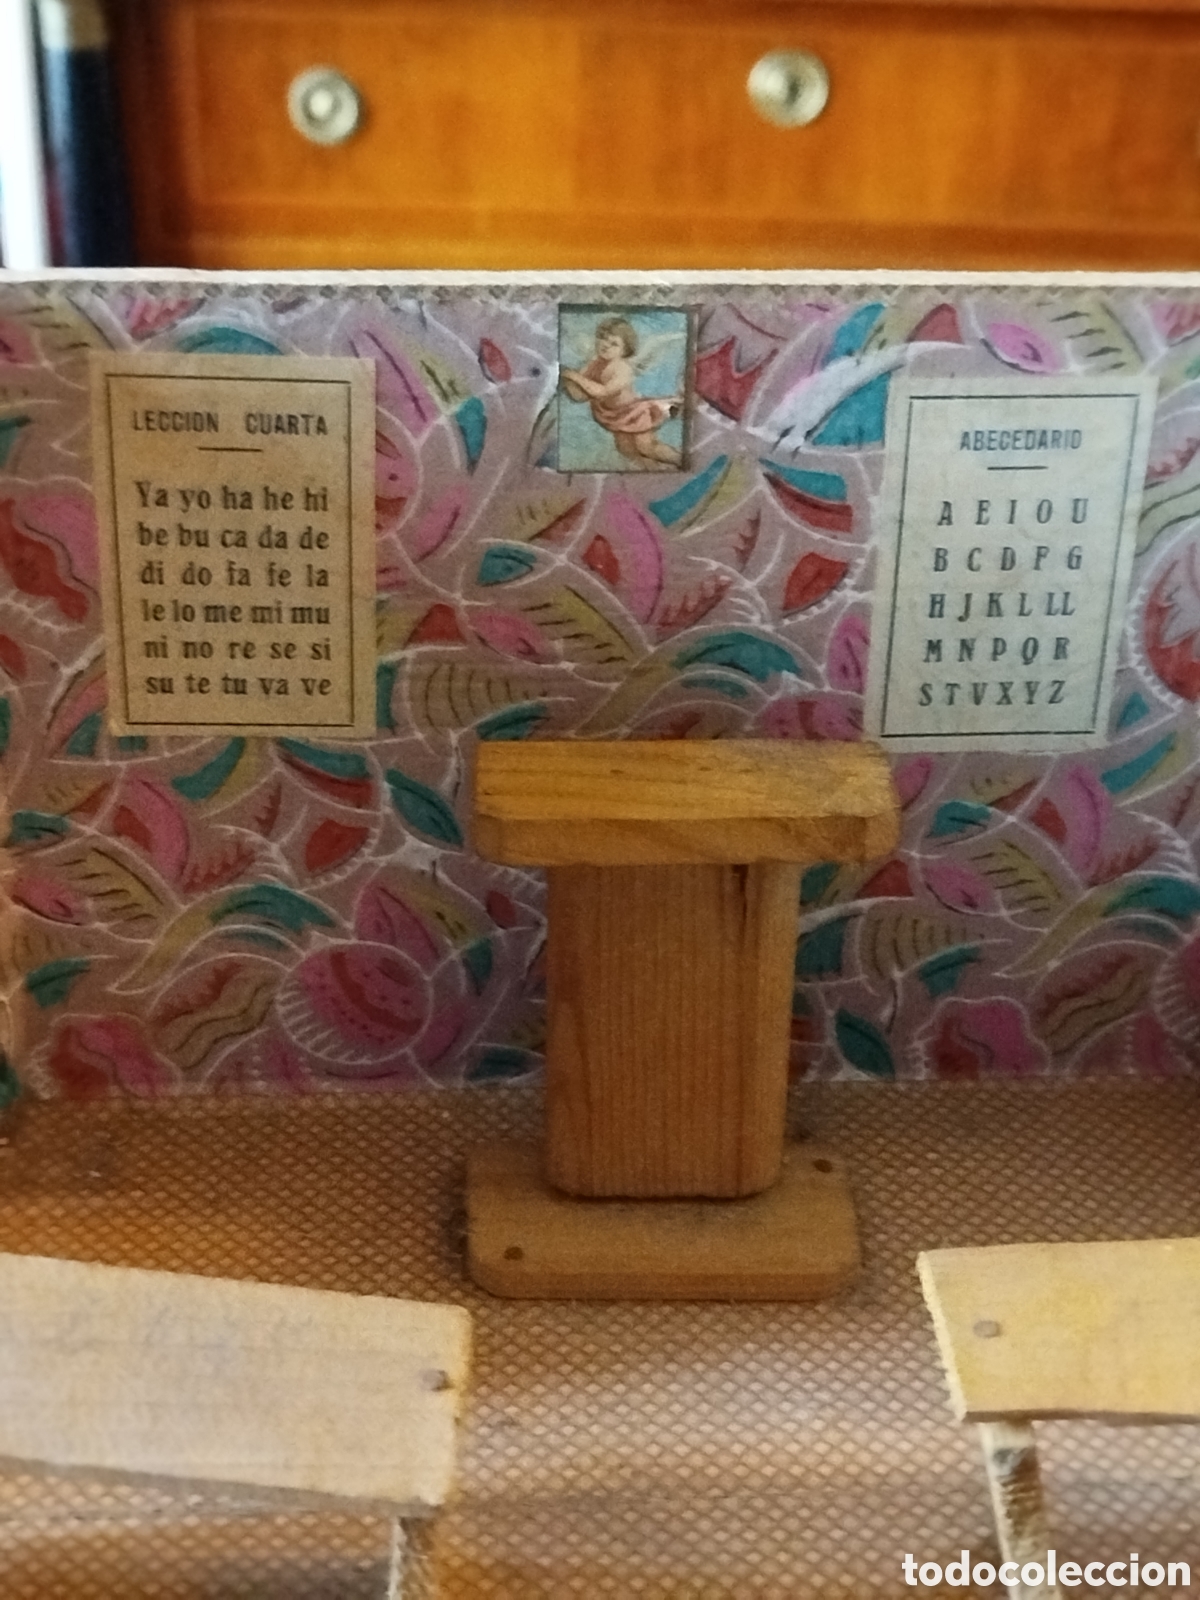 LECCION CUARTA
Ya yo ha he hi
be bu ca da de
di do fa fe la
le lo me mi mu
ni no re se si
su te tu va ve
ABECEDARIO
A E I O U
B C D F G
H J K L LL
M N P Q R
S T V X Y Z
todocoleccion